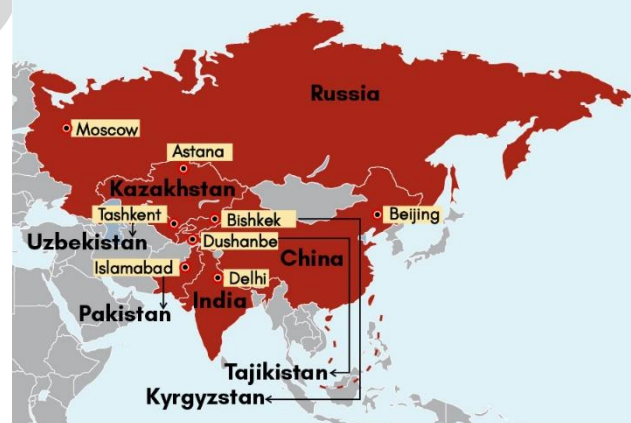 Russia
Moscow
Astana
Kazakhstan
Tashkent
Bishkek
Beijing
Uzbekistan
Dushanbe
China
Islamabad
Delhi
India
Pakistan
Tajikistan
Kyrgyzstan